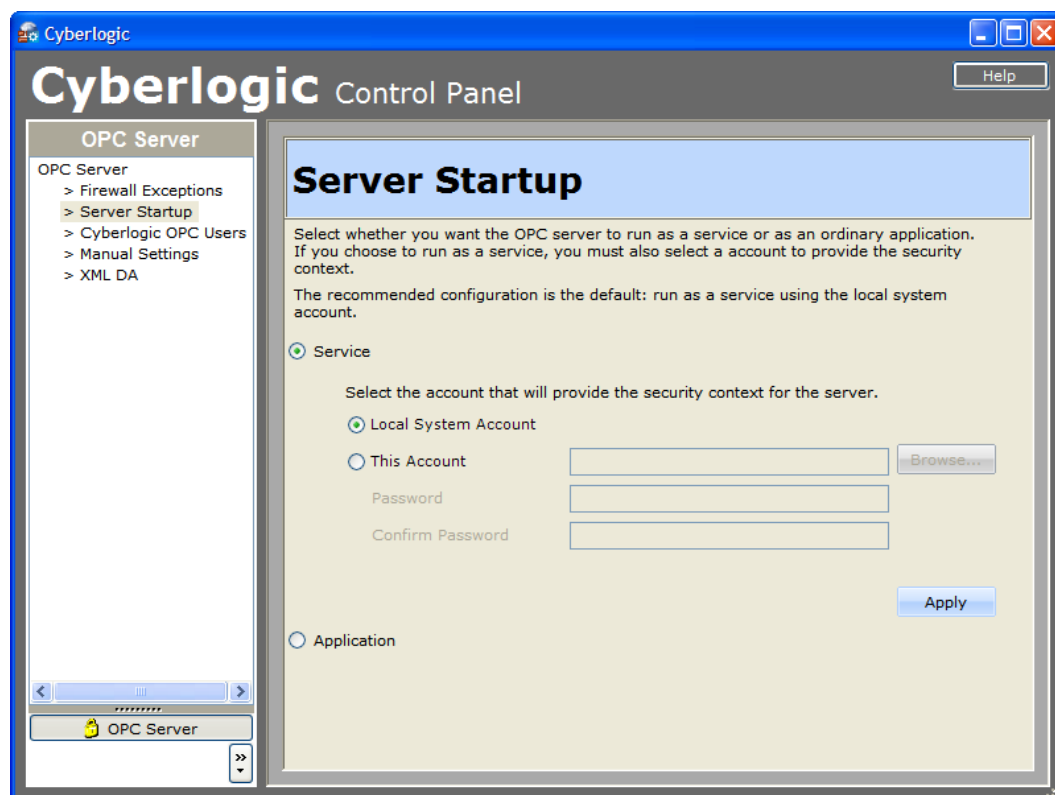 Cyberlogic
Cyberlogic Control Panel
Help
OPC Server
OPC Server
> Firewall Exceptions
> Server Startup
> Cyberlogic OPC Users
> Manual Settings
> XML DA
OPC Server
Server Startup
Select whether you want the OPC server to run as a service or as an ordinary application.
If you choose to run as a service, you must also select a account to provide the security
context.
The recommended configuration is the default: run as a service using the local system
account.
Service
Select the account that will provide the security context for the server.
Local System Account
This Account
Browse...
Password
Confirm Password
Apply
Application